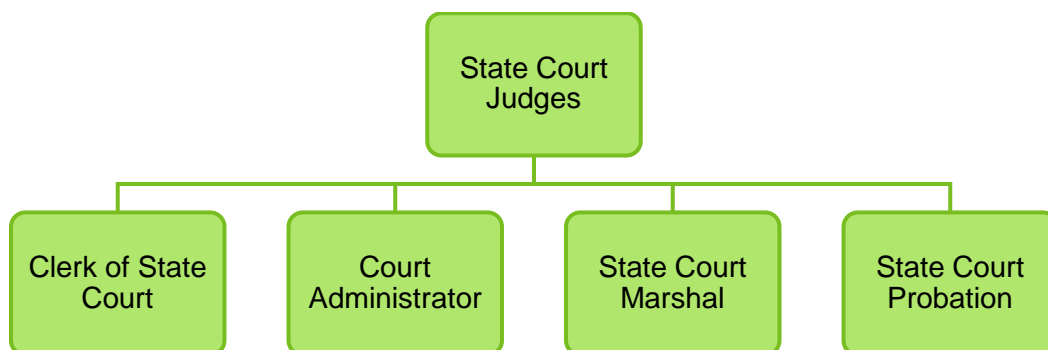 State Court
Judges
Clerk of State
Court
Court
Administrator
State Court
Marshal
State Court
Probation